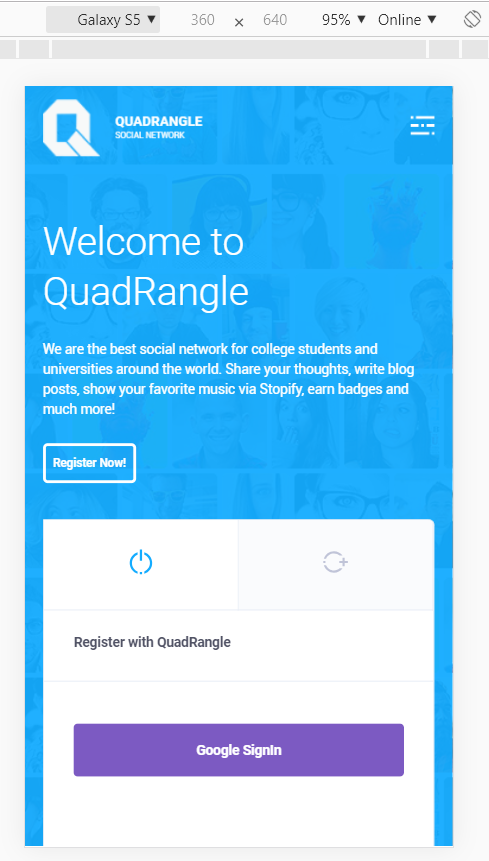 Galaxy S5 ▼ 360 × 640 95% ▼ Online ▼
QUADRANGLE
SOCIAL NETWORK
Welcome to
QuadRangle
We are the best social network for college students and
universities around the world. Share your thoughts, write blog
posts, show your favorite music via Stopify, earn badges and
much more!
Register Now!
Register with QuadRangle
Google SignIn